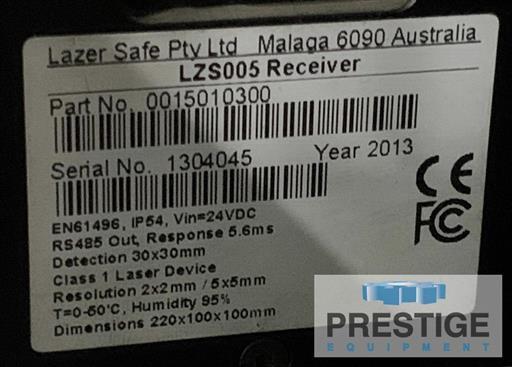 Lazer Safe Pty Ltd Malaga 6090 Australia
LZS005 Receiver
Part No. 0015010300
Serial No. 1304045 Year 2013
EN61496, IP54, Vin=24VDC
RS485 Out, Response 5.6ms
Detection 30x30mm
Class 1 Laser Device
Resolution 2x2mm / 5x5mm
T=0-50°C, Humidity 95%
Dimensions 220x100x100mm
CE
FC
PRESTIGE
EQUIPMENT